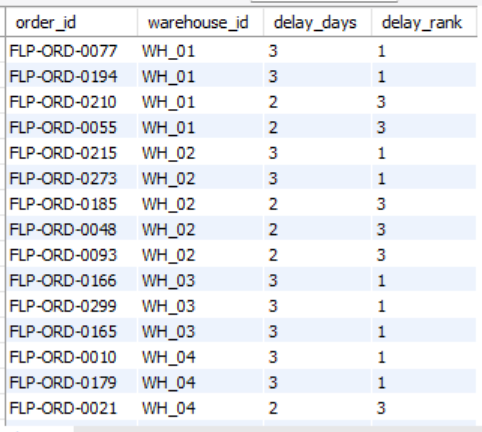 order_id warehouse_id delay_days delay_rank
FLP-ORD-0077 WH_01 3 1
FLP-ORD-0194 WH_01 3 1
FLP-ORD-0210 WH_01 2 3
FLP-ORD-0055 WH_01 2 3
FLP-ORD-0215 WH_02 3 1
FLP-ORD-0273 WH_02 3 1
FLP-ORD-0185 WH_02 2 3
FLP-ORD-0048 WH_02 2 3
FLP-ORD-0093 WH_02 2 3
FLP-ORD-0166 WH_03 3 1
FLP-ORD-0299 WH_03 3 1
FLP-ORD-0165 WH_03 3 1
FLP-ORD-0010 WH_04 3 1
FLP-ORD-0179 WH_04 3 1
FLP-ORD-0021 WH_04 2 3